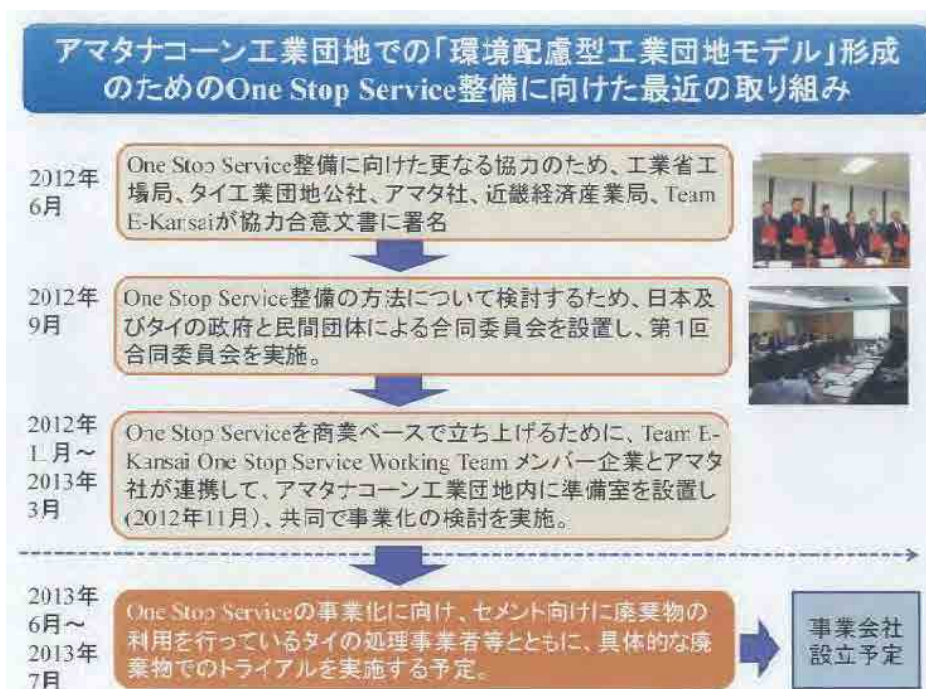 アマタナコーン工業団地での「環境配慮型工業団地モデル」形成
のためのOne Stop Service整備に向けた最近の取り組み
2012年
6月
One Stop Service整備に向けた更なる協力のため、工業省工
場局、タイ工業団地公社、アマタ社、近畿経済産業局、Team
E-Kansaiが協力合意文書に署名
2012年
9月
One Stop Service整備の方法について検討するため、日本及
びタイの政府と民間団体による合同委員会を設置し、第1回
合同委員会を実施。
2012年
月～
2013年
3月
One Stop Serviceを商業ベースで立ち上げるために、Team E-
Kansai One Stop Service Working Team メンバー企業とアマタ
社が連携して、アマタナコーン工業団地内に準備室を設置し
(2012年11月)、共同で事業化の検討を実施。
2013年
6月～
2013年
7月
One Stop Serviceの事業化に向け、セメント向けに廃棄物の
利用を行っているタイの処理事業者等とともに、具体的な廃
棄物でのトライアルを実施する予定。
事業会社
設立予定